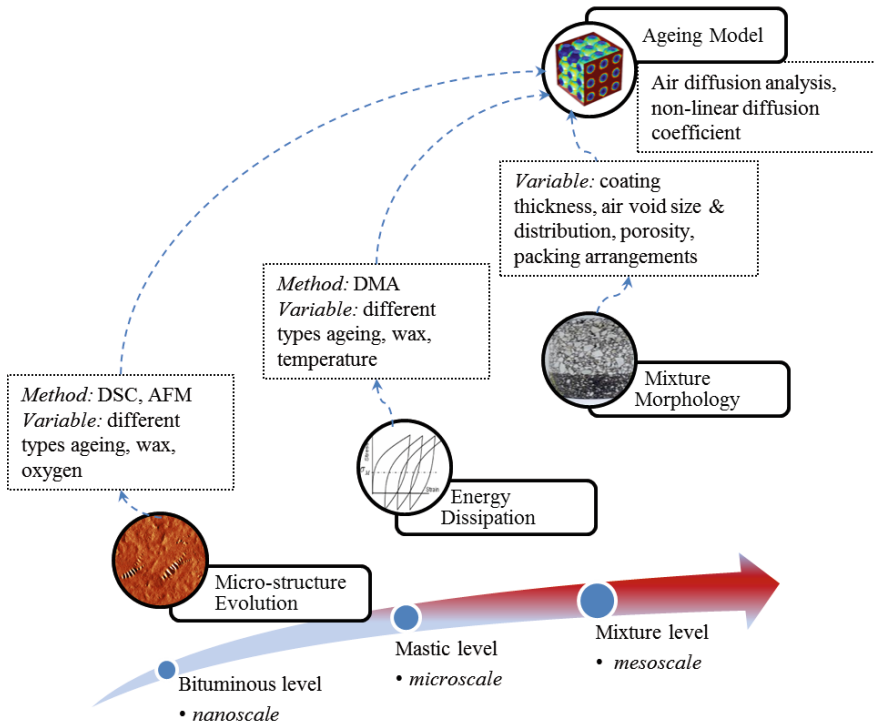 Ageing Model
Air diffusion analysis,
non-linear diffusion
coefficient
Variable: coating
thickness, air void size &
distribution, porosity,
packing arrangements
Method: DMA
Variable: different
types ageing, wax,
temperature
Mixture
Morphology
Method: DSC, AFM
Variable: different
types ageing, wax,
oxygen
Energy
Dissipation
Micro-structure
Evolution
Mixture level
• mesoscale
Mastic level
• microscale
Bituminous level
• nanoscale